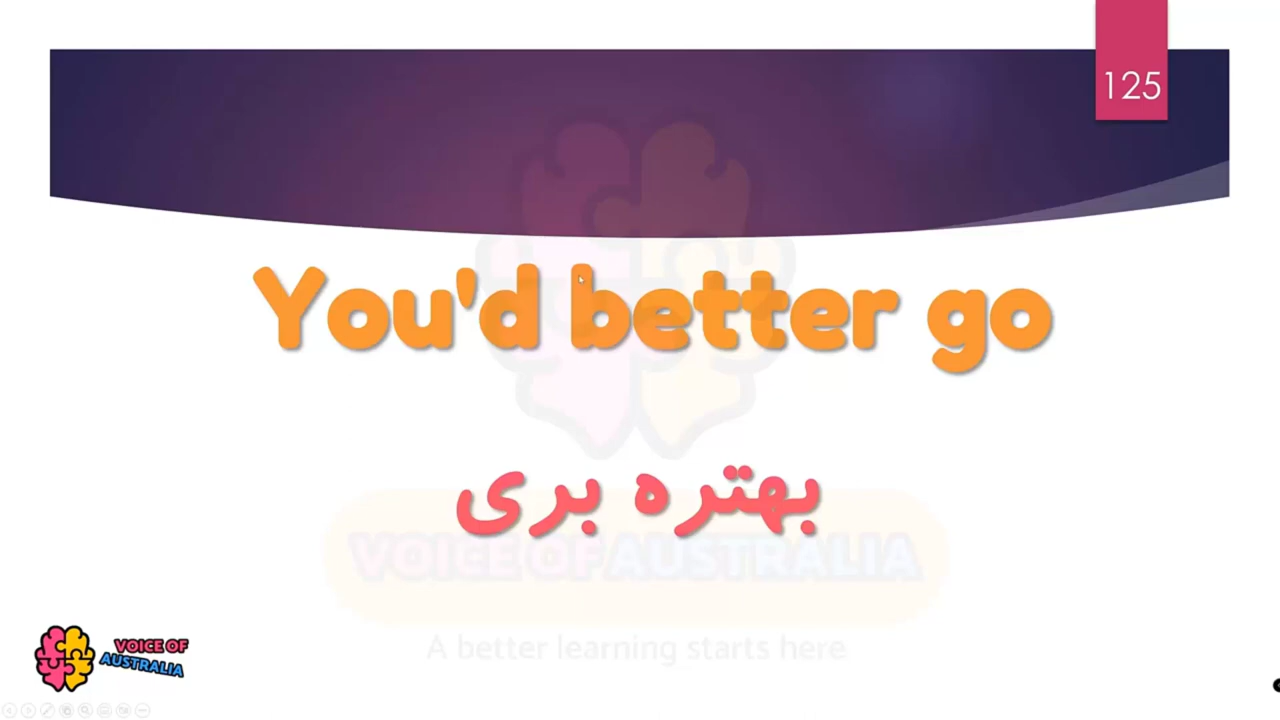 125
You'd better go
بهتره بری
VOICE OF AUSTRALIA
A better learning starts here
VOICE OF
AUSTRALIA